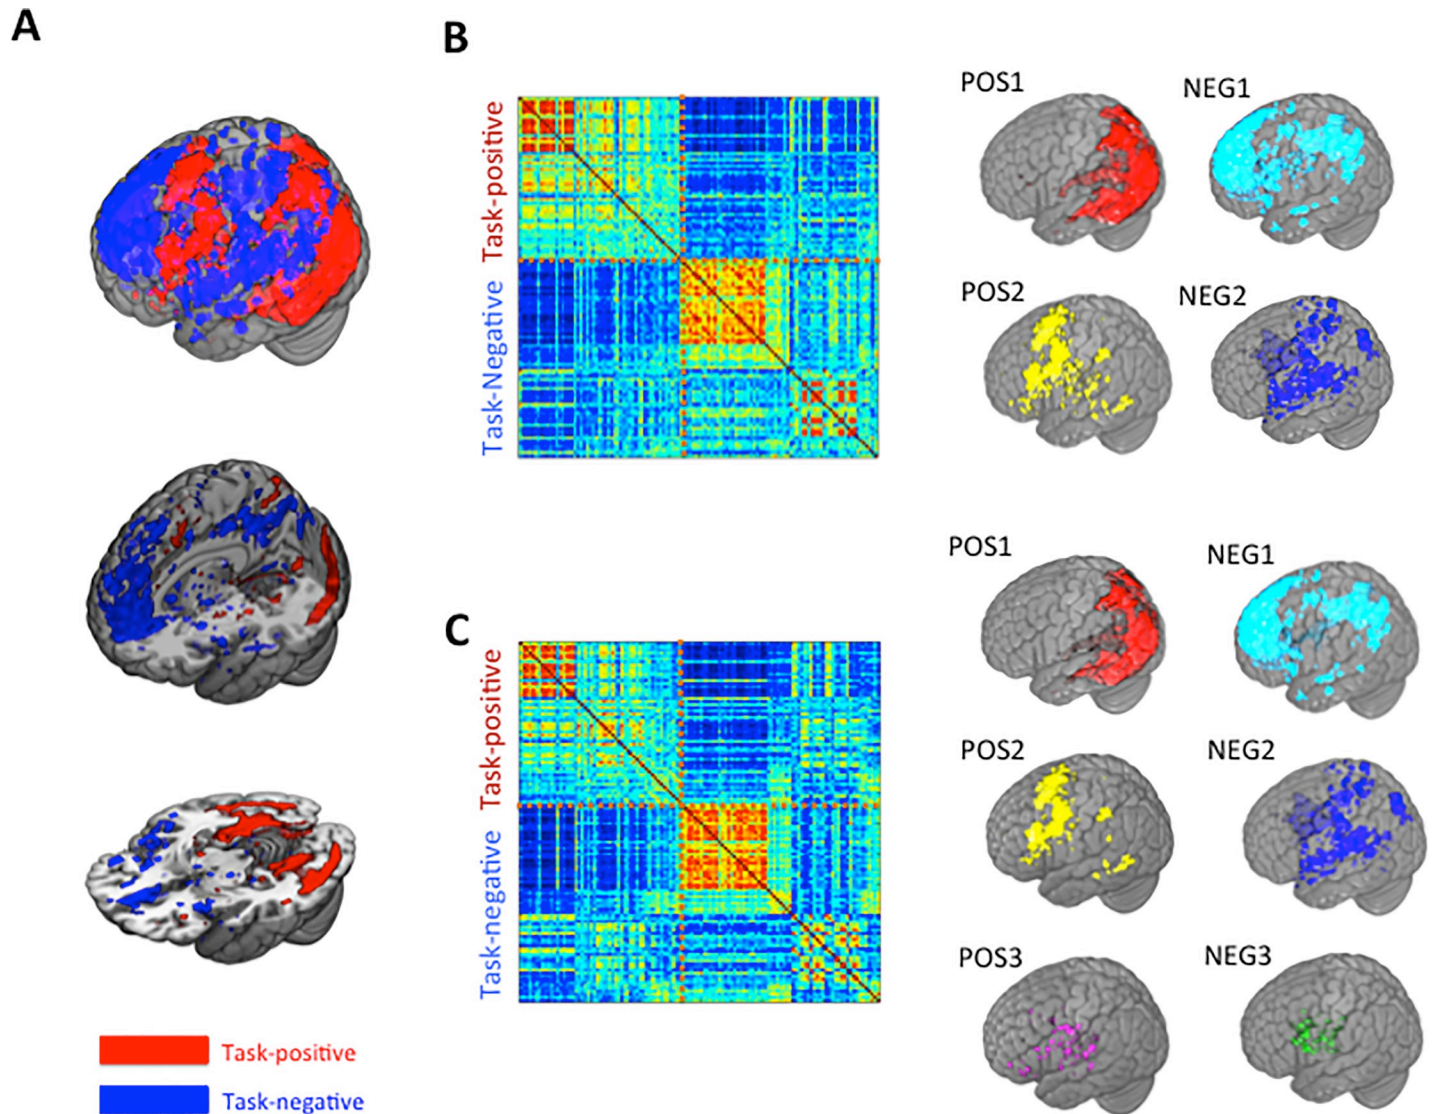 A
B
Task-positive
Task-Negative
POS1
NEG1
POS2
NEG2
C
Task-positive
Task-negative
POS1
NEG1
POS2
NEG2
POS3
NEG3
Task-positive
Task-negative